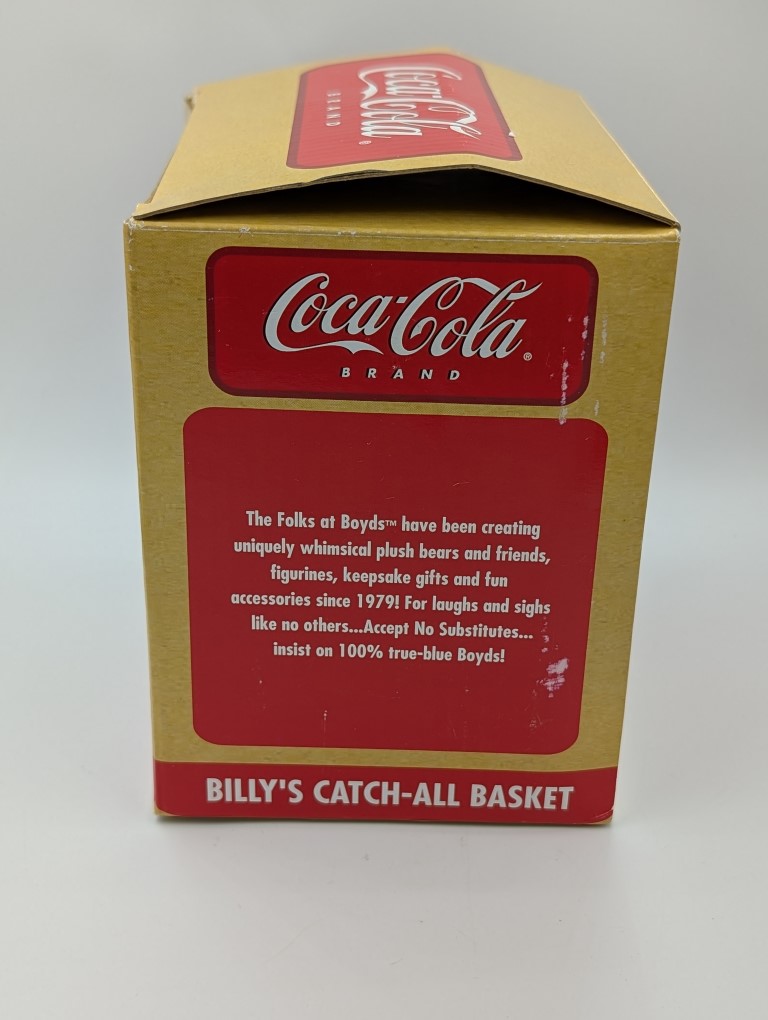 Coca-Cola®
BRAND
Coca-Cola®
BRAND
The Folks at Boyds™ have been creating
uniquely whimsical plush bears and friends,
figurines, keepsake gifts and fun
accessories since 1979! For laughs and sighs
like no others...Accept No Substitutes...
insist on 100% true-blue Boyds!
BILLY'S CATCH-ALL BASKET